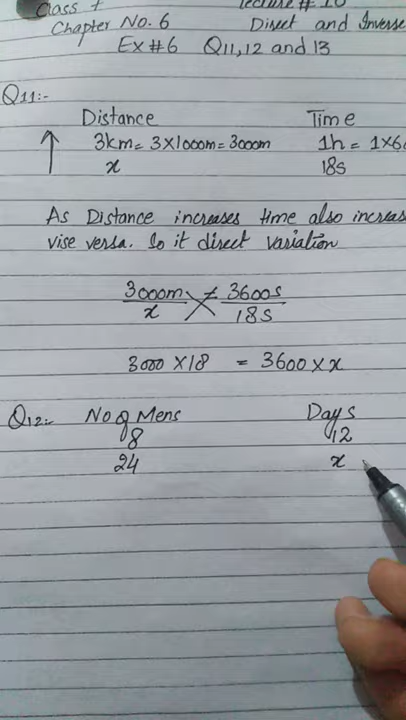 Class 7 Lecture # 10
Chapter No. 6 Direct and Inverse
Ex # 6 Q11, 12 and 13
Q11:-
Distance Time
3km = 3 X 1000m = 3000m 1h = 1 X 6
x 18s
As Distance increases time also increas
vise versa. So it direct variation
3000m = 3600s
x 18s
3000 X 18 = 3600 X x
Q12:- No of Mens Days
8 12
24 x